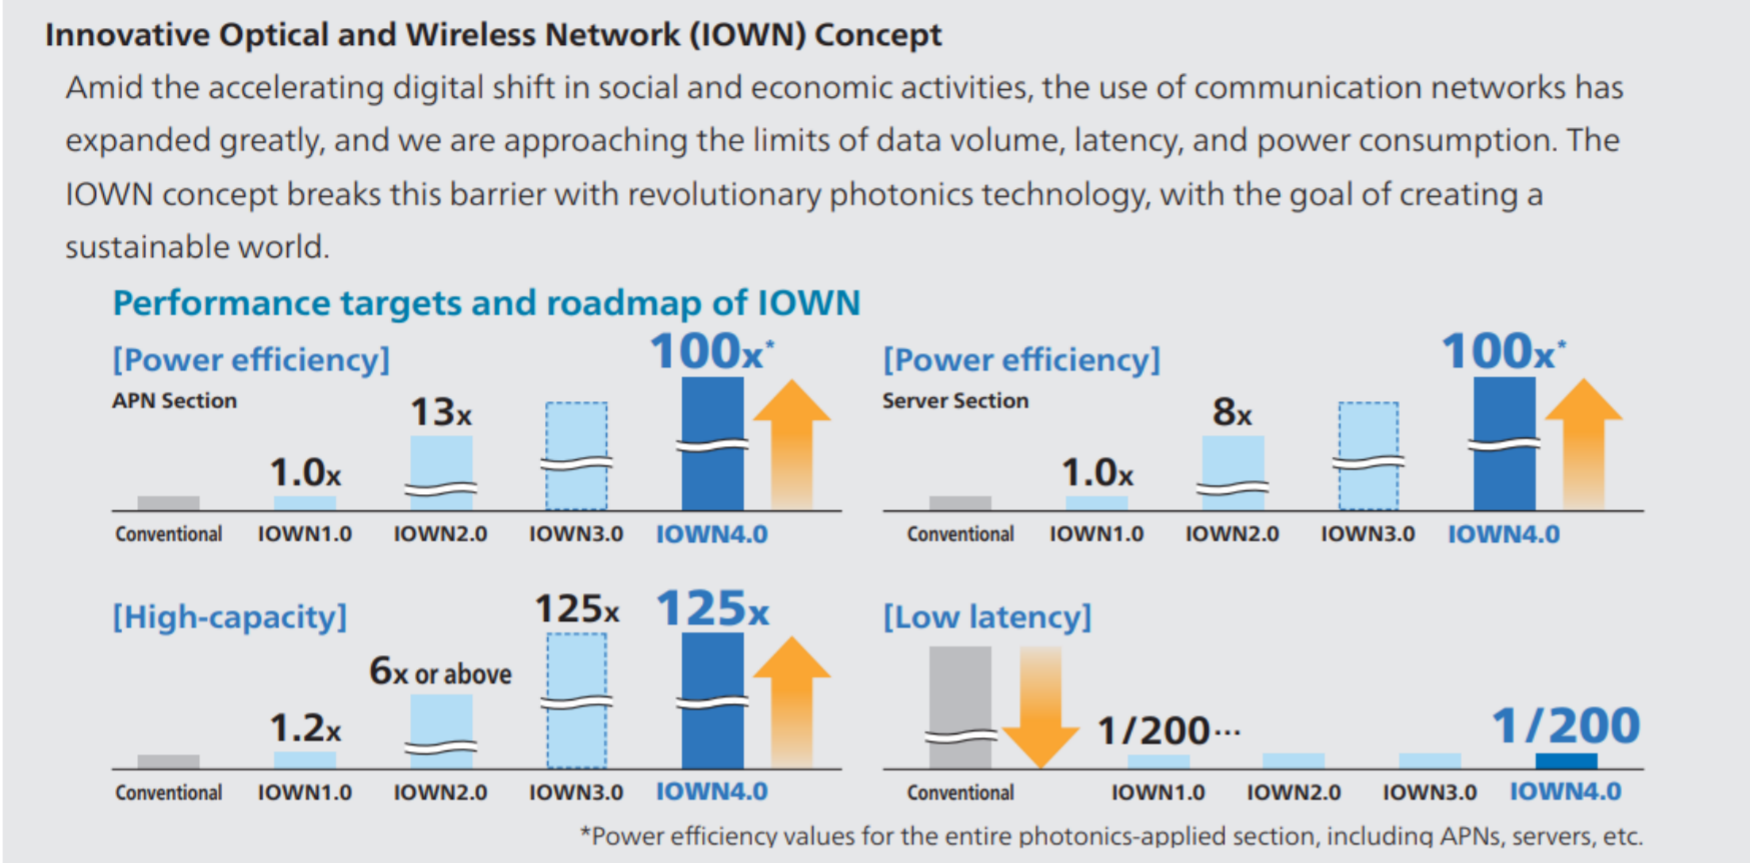 Innovative Optical and Wireless Network (IOWN) Concept
Amid the accelerating digital shift in social and economic activities, the use of communication networks has
expanded greatly, and we are approaching the limits of data volume, latency, and power consumption. The
IOWN concept breaks this barrier with revolutionary photonics technology, with the goal of creating a
sustainable world.
Performance targets and roadmap of IOWN
[Power efficiency]
APN Section
1.0x
13x
100x*
Conventional IOWN1.0 IOWN2.0 IOWN3.0 IOWN4.0
[Power efficiency]
Server Section
1.0x
8x
100x*
Conventional IOWN1.0 IOWN2.0 IOWN3.0 IOWN4.0
[High-capacity]
1.2x
6x or above
125x
125x
Conventional IOWN1.0 IOWN2.0 IOWN3.0 IOWN4.0
[Low latency]
1/200···
1/200
Conventional IOWN1.0 IOWN2.0 IOWN3.0 IOWN4.0
*Power efficiency values for the entire photonics-applied section, including APNs, servers, etc.